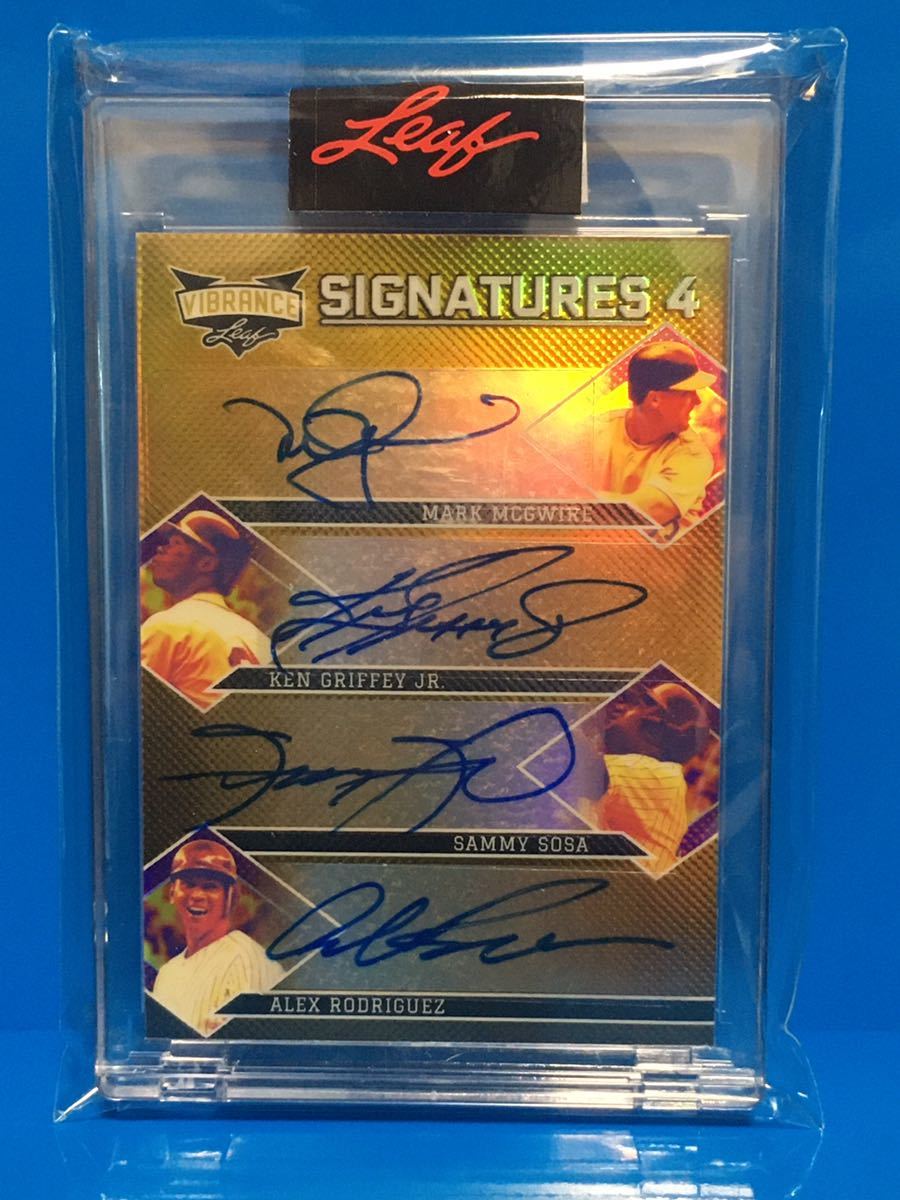 Leaf
VIBRANCE
Leaf
SIGNATURES 4
MARK MCGWIRE
KEN GRIFFEY JR.
SAMMY SOSA
ALEX RODRIGUEZ